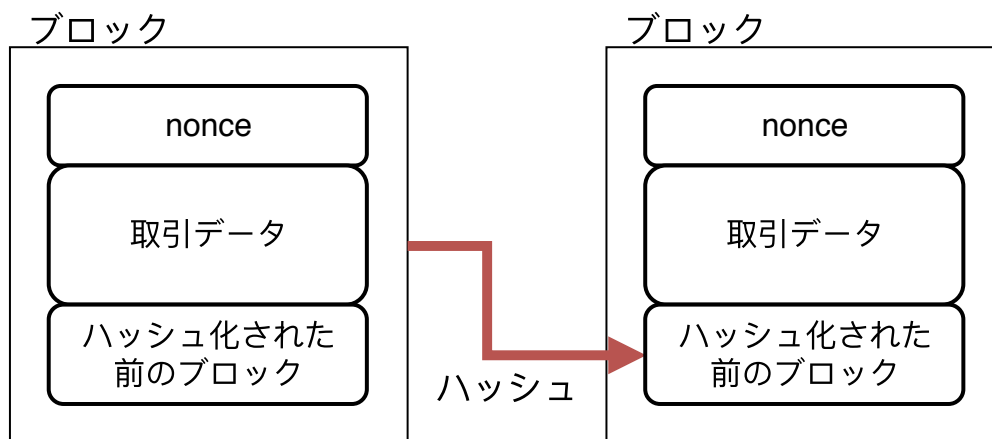 ブロック
nonce
取引データ
ハッシュ化された
前のブロック
ハッシュ
ブロック
nonce
取引データ
ハッシュ化された
前のブロック